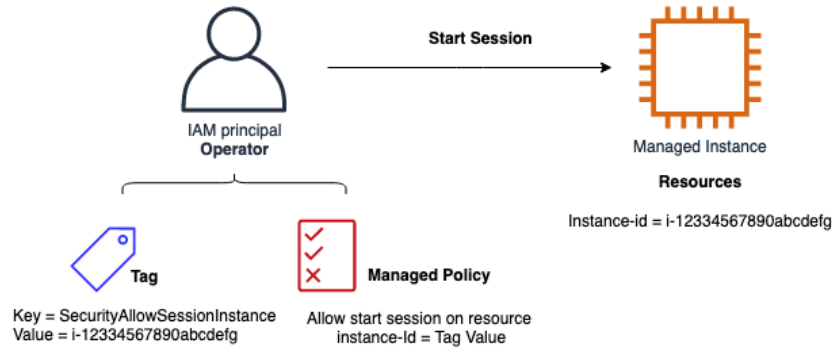 Start Session
IAM principal
Operator
Managed Instance
Resources
Instance-id = i-12334567890abcdefg
Tag
Managed Policy
Key = SecurityAllowSessionInstance
Value = i-12334567890abcdefg
Allow start session on resource
instance-Id = Tag Value